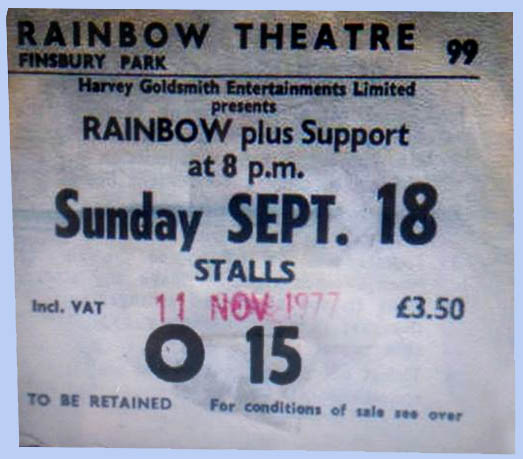 RAINBOW THEATRE 99
FINSBURY PARK
Harvey Goldsmith Entertainments Limited
presents
RAINBOW plus Support
at 8 p.m.
Sunday SEPT. 18
STALLS
Incl. VAT 11 NOV 1977 £3.50
O 15
TO BE RETAINED For conditions of sale see over